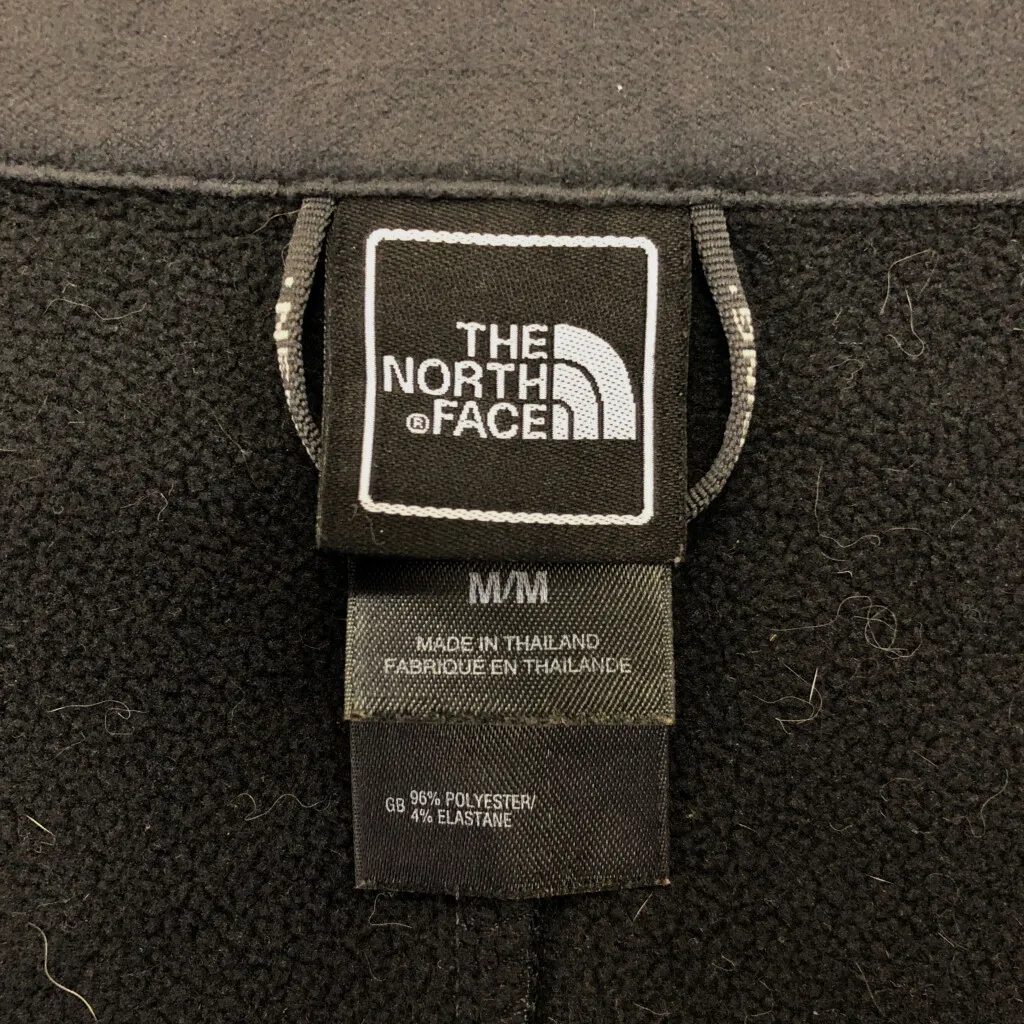 THE
NORTH
® FACE
M/M
MADE IN THAILAND
FABRIQUÉ EN THAILANDE
GB 96% POLYESTER/
4% ELASTANE